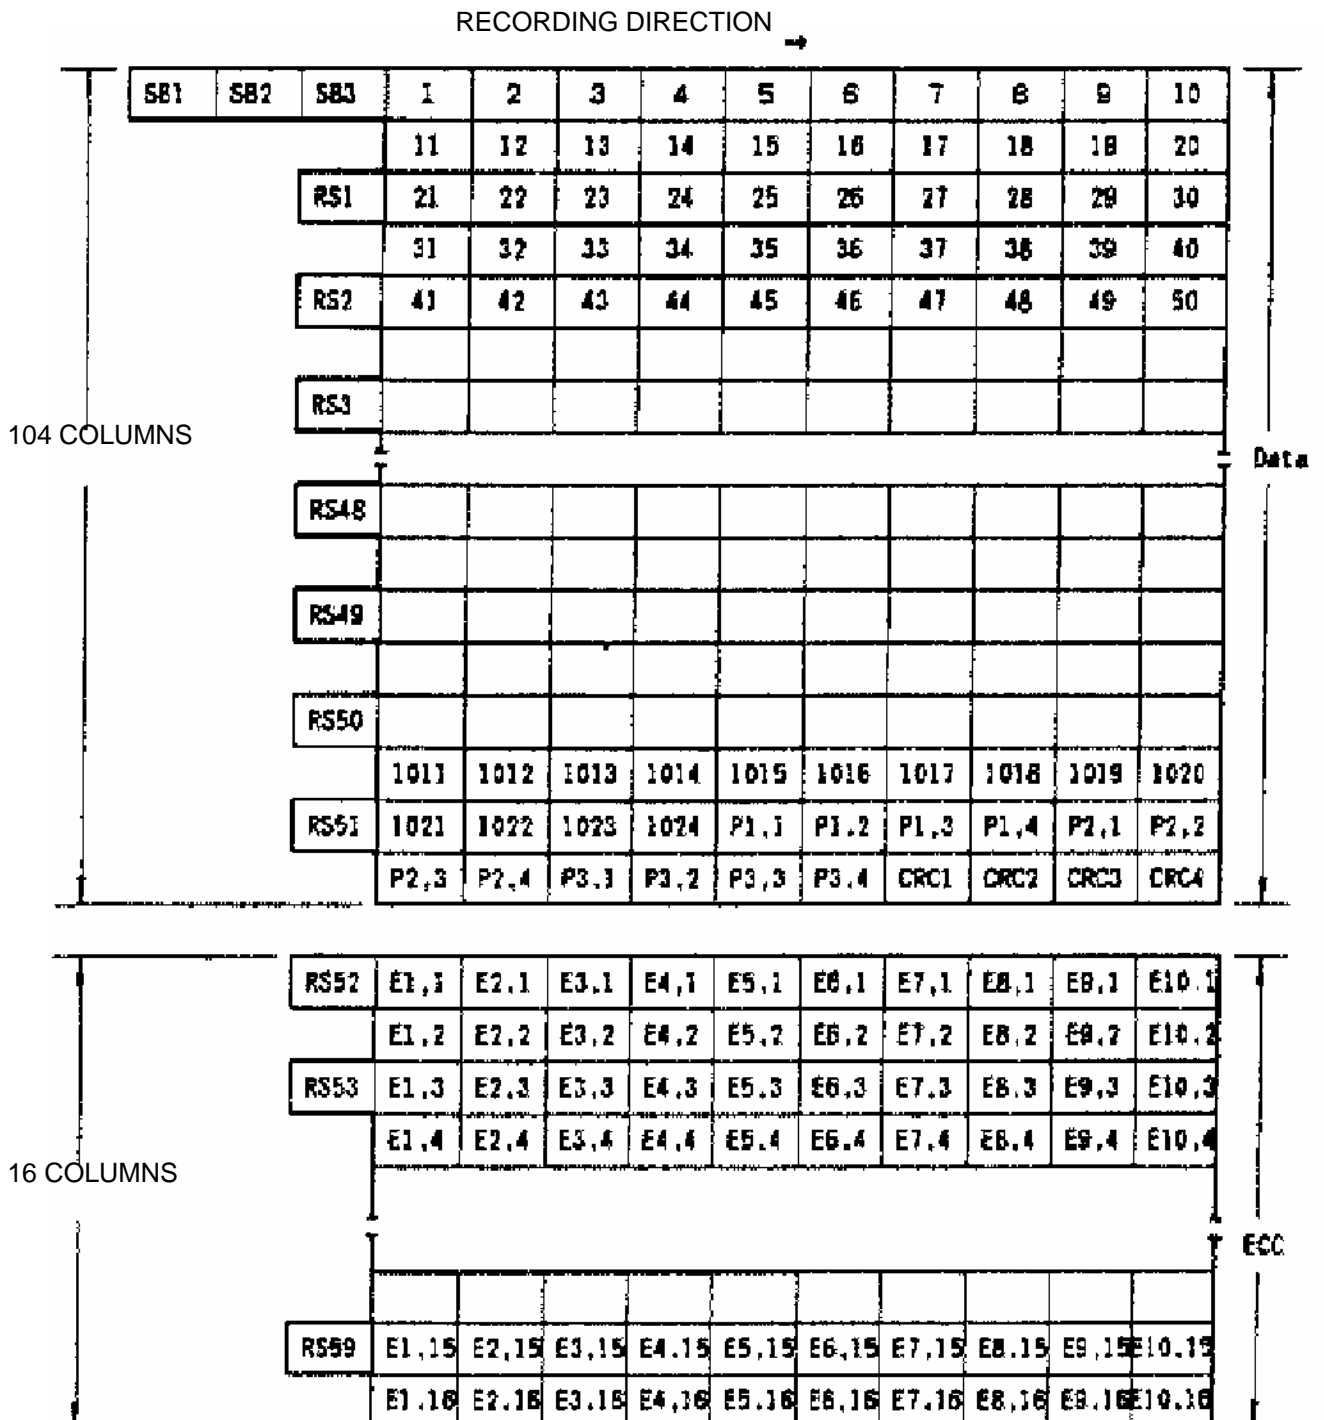 RECORDING DIRECTION →
SB1 SB2 SB3 1 2 3 4 5 6 7 8 9 10
11 12 13 14 15 16 17 18 19 20
RS1 21 22 23 24 25 26 27 28 29 30
31 32 33 34 35 36 37 38 39 40
RS2 41 42 43 44 45 46 47 48 49 50
RS3
104 COLUMNS
Data
RS48
RS49
RS50
1011 1012 1013 1014 1015 1016 1017 1018 1019 1020
RS51 1021 1022 1023 1024 P1,1 P1,2 P1,3 P1,4 P2,1 P2,2
P2,3 P2,4 P3,1 P3,2 P3,3 P3,4 CRC1 CRC2 CRC3 CRC4
RS52 E1,1 E2,1 E3,1 E4,1 E5,1 E6,1 E7,1 E8,1 E9,1 E10,1
E1,2 E2,2 E3,2 E4,2 E5,2 E6,2 E7,2 E8,2 E9,2 E10,2
RS53 E1,3 E2,3 E3,3 E4,3 E5,3 E6,3 E7,3 E8,3 E9,3 E10,3
E1,4 E2,4 E3,4 E4,4 E5,4 E6,4 E7,4 E8,4 E9,4 E10,4
16 COLUMNS
ECC
RS59 E1,15 E2,15 E3,15 E4,15 E5,15 E6,15 E7,15 E8,15 E9,15 E10,15
E1,16 E2,16 E3,16 E4,16 E5,16 E6,16 E7,16 E8,16 E9,16 E10,16